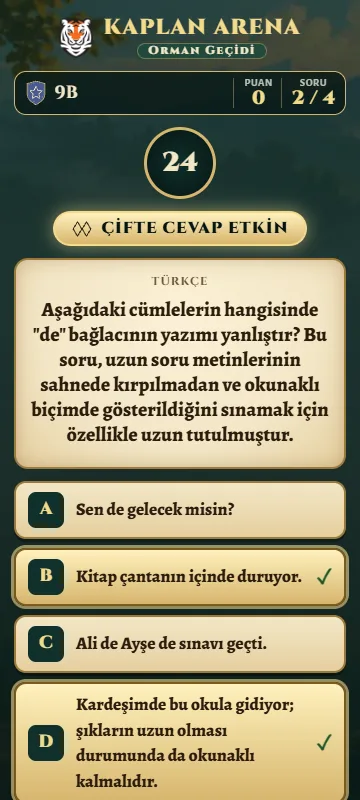 KAPLAN ARENA
Orman Geçidi
9B
PUAN
0
SORU
2 / 4
24
ÇİFTE CEVAP ETKİN
TÜRKÇE
Aşağıdaki cümlelerin hangisinde
"de" bağlacının yazımı yanlıştır? Bu
soru, uzun soru metinlerinin
sahnede kırpılmadan ve okunaklı
biçimde gösterildiğini sınamak için
özellikle uzun tutulmuştur.
A Sen de gelecek misin?
B Kitap çantanın içinde duruyor. ✓
C Ali de Ayşe de sınavı geçti.
D Kardeşimde bu okula gidiyor;
şıkların uzun olması
durumunda da okunaklı
kalmalıdır. ✓